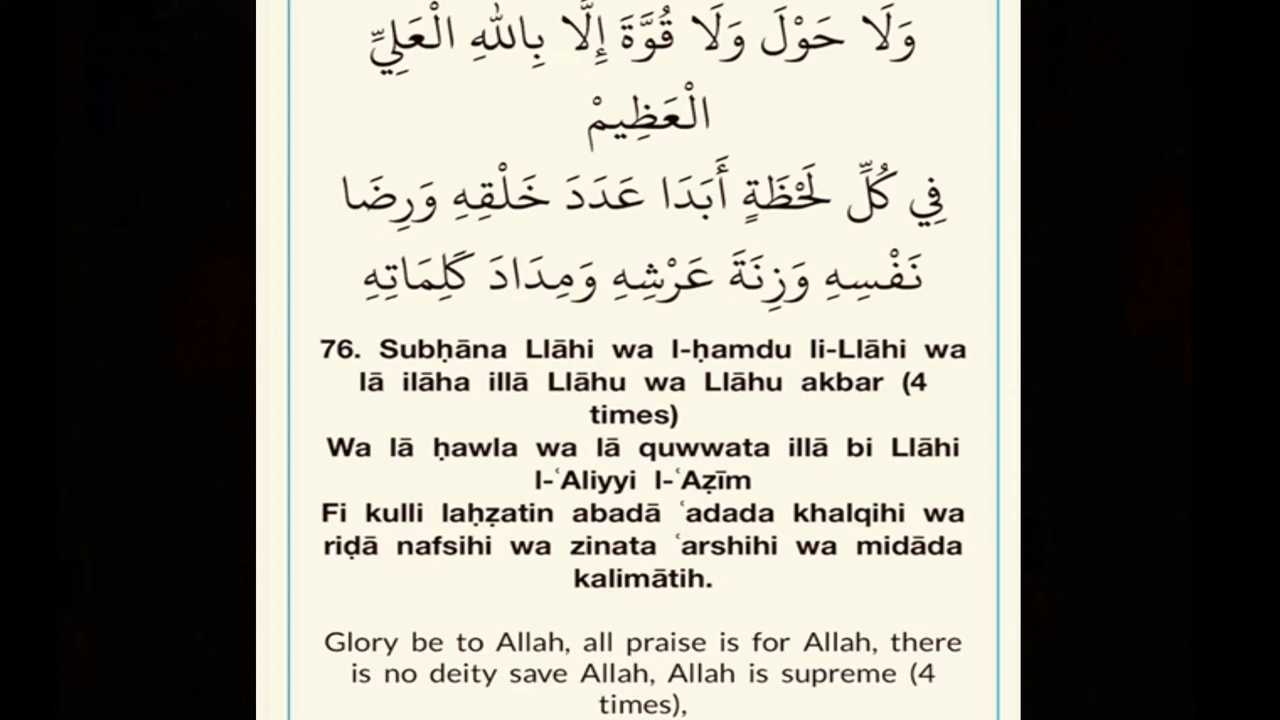 وَلَا حَوْلَ وَلَا قُوَّةَ إِلَّا بِاللهِ الْعَلِيِّ
الْعَظِيمْ
فِي كُلِّ لَحْظَةٍ أَبَدَا عَدَدَ خَلْقِهِ وَرِضَا
نَفْسِهِ وَزِنَةَ عَرْشِهِ وَمِدَادَ كَلِمَاتِهِ
76. Subḥāna Llāhi wa l-ḥamdu li-Llāhi wa
lā ilāha illā Llāhu wa Llāhu akbar (4
times)
Wa lā ḥawla wa lā quwwata illā bi Llāhi
l-ʿAliyyi l-ʿAẓīm
Fi kulli laḥẓatin abadā ʿadada khalqihi wa
riḍā nafsihi wa zinata ʿarshihi wa midāda
kalimātih.
Glory be to Allah, all praise is for Allah, there
is no deity save Allah, Allah is supreme (4
times),